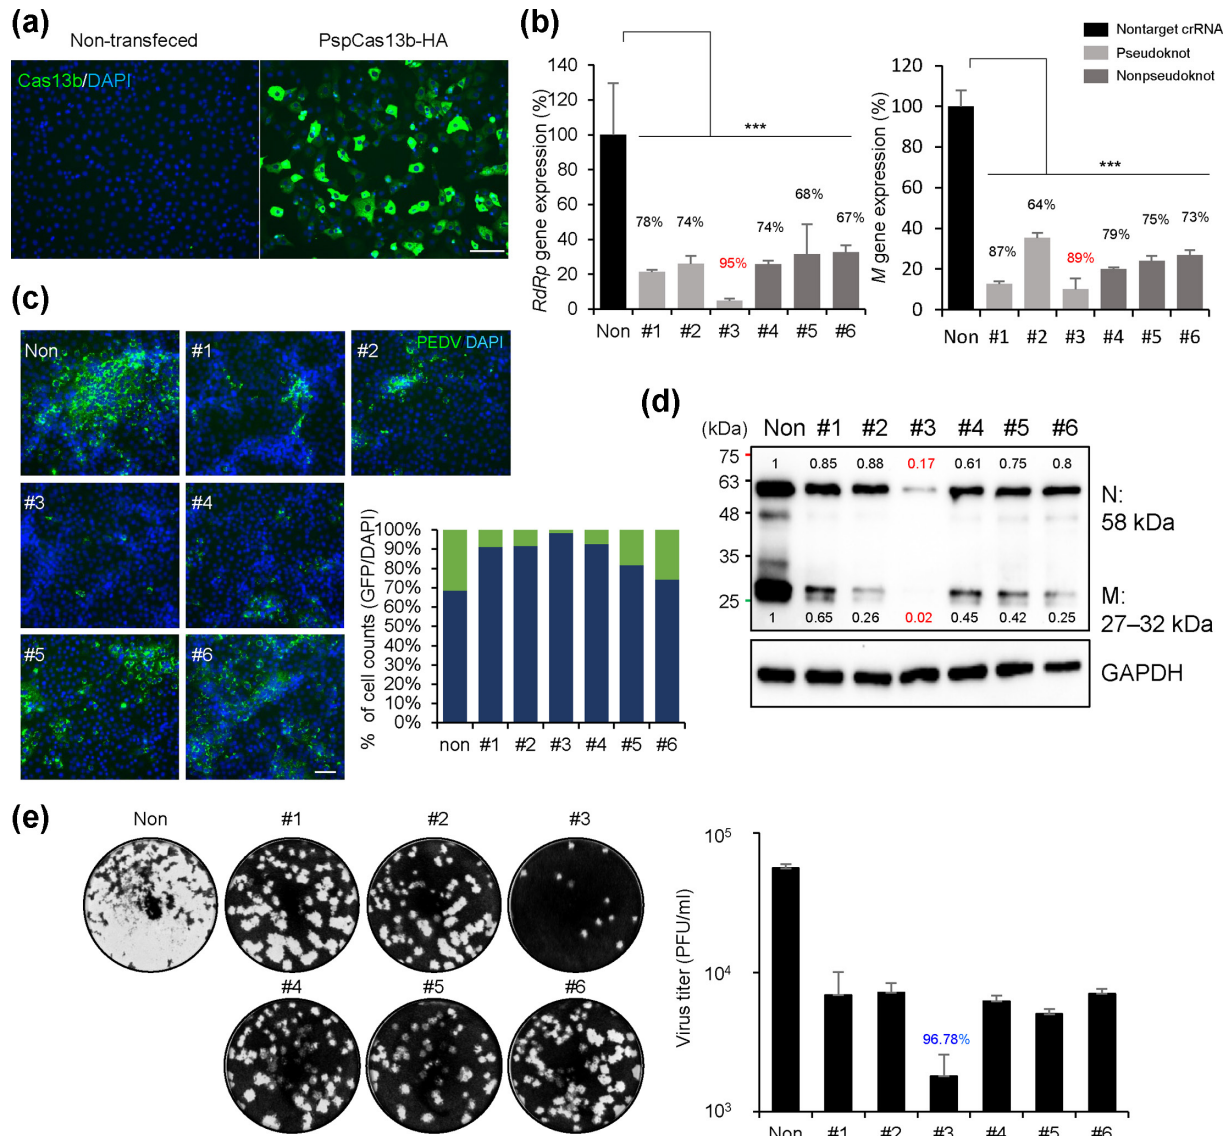 (a)
Non-transfeced
PspCas13b-HA
Cas13b/DAPI
(b)
Nontarget crRNA
Pseudoknot
Nonpseudoknot
RdRp gene expression (%)
140
120
100
80
60
40
20
0
***
78%
74%
95%
74%
68%
67%
Non #1 #2 #3 #4 #5 #6
M gene expression (%)
120
100
80
60
40
20
0
***
87%
64%
89%
79%
75%
73%
Non #1 #2 #3 #4 #5 #6
(c)
Non
#1
#2
PEDV DAPI
#3
#4
#5
#6
% of cell counts (GFP/DAPI)
100%
90%
80%
70%
60%
50%
40%
30%
20%
10%
0%
non #1 #2 #3 #4 #5 #6
(d)
(kDa) Non #1 #2 #3 #4 #5 #6
75
63
48
35
25
1 0.85 0.88 0.17 0.61 0.75 0.8
N:
58 kDa
M:
27–32 kDa
1 0.65 0.26 0.02 0.45 0.42 0.25
GAPDH
(e)
Non #1 #2 #3
#4 #5 #6
Virus titer (PFU/ml)
10⁵
10⁴
10³
96.78%
Non #1 #2 #3 #4 #5 #6